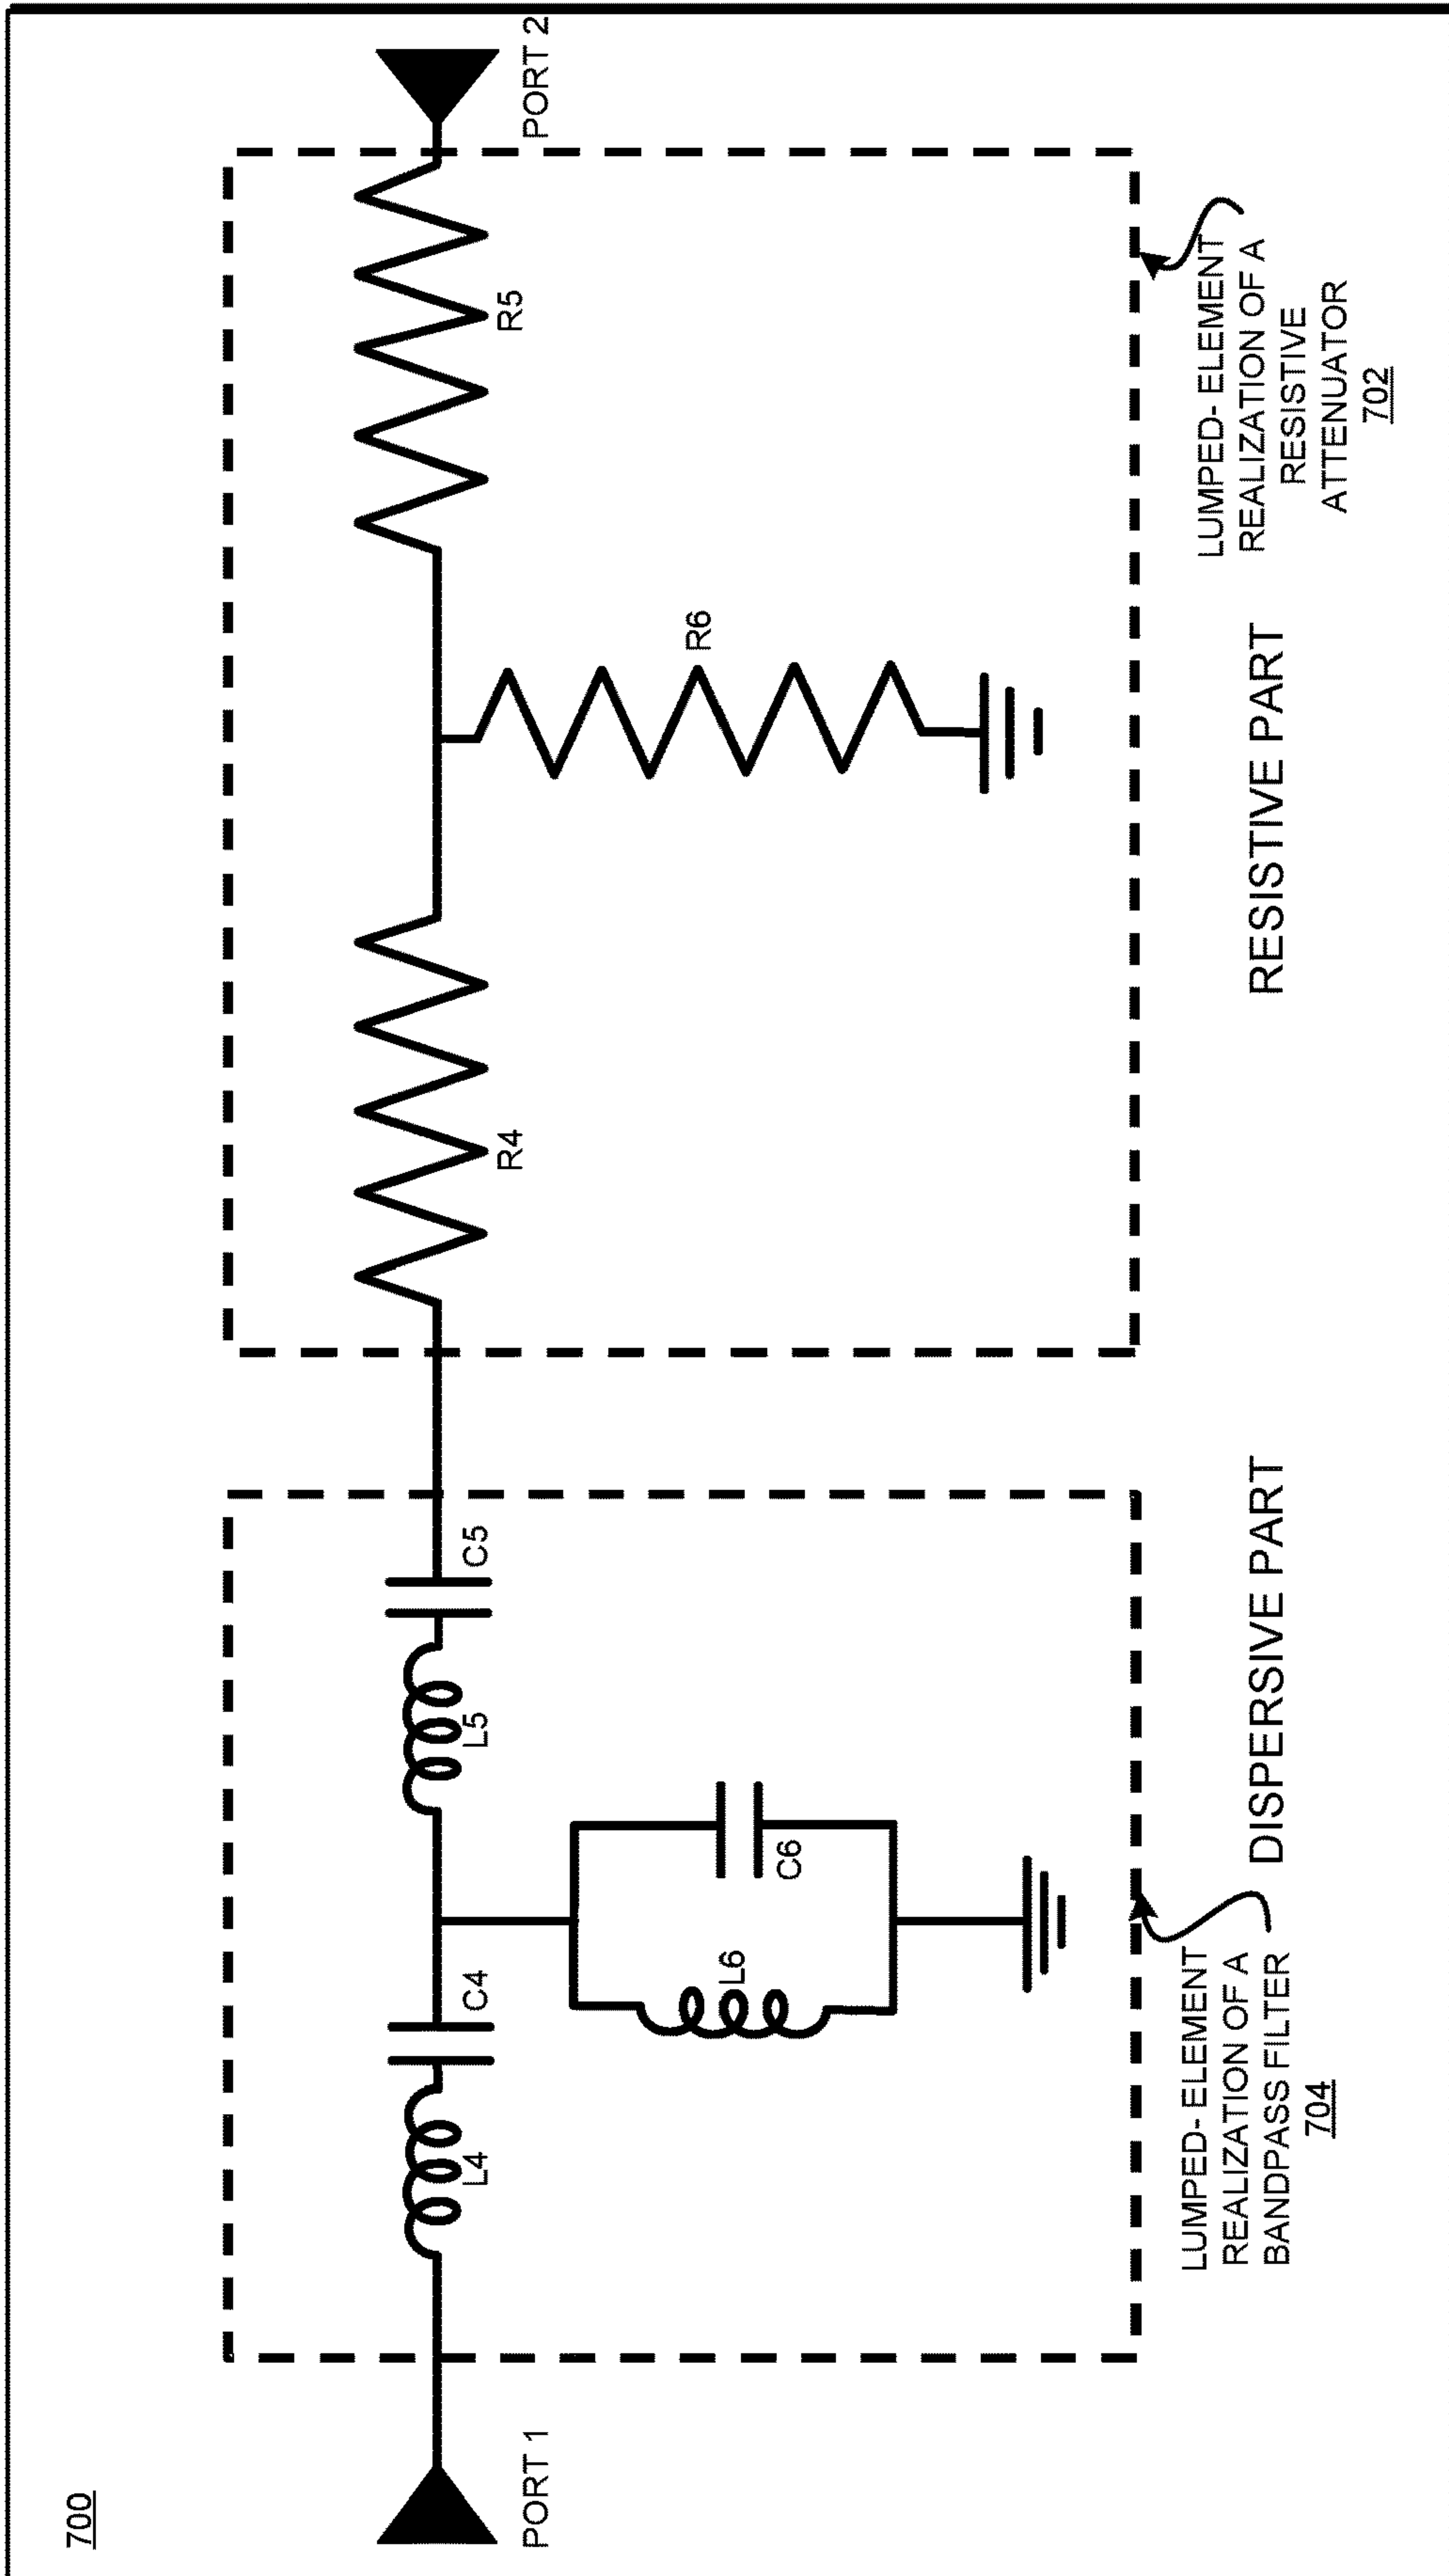 700
PORT 1
L4
C4
L5
C5
L6
C6
LUMPED- ELEMENT
REALIZATION OF A
BANDPASS FILTER
704
DISPERSIVE PART
R4
R6
R5
PORT 2
RESISTIVE PART
LUMPED- ELEMENT
REALIZATION OF A
RESISTIVE
ATTENUATOR
702